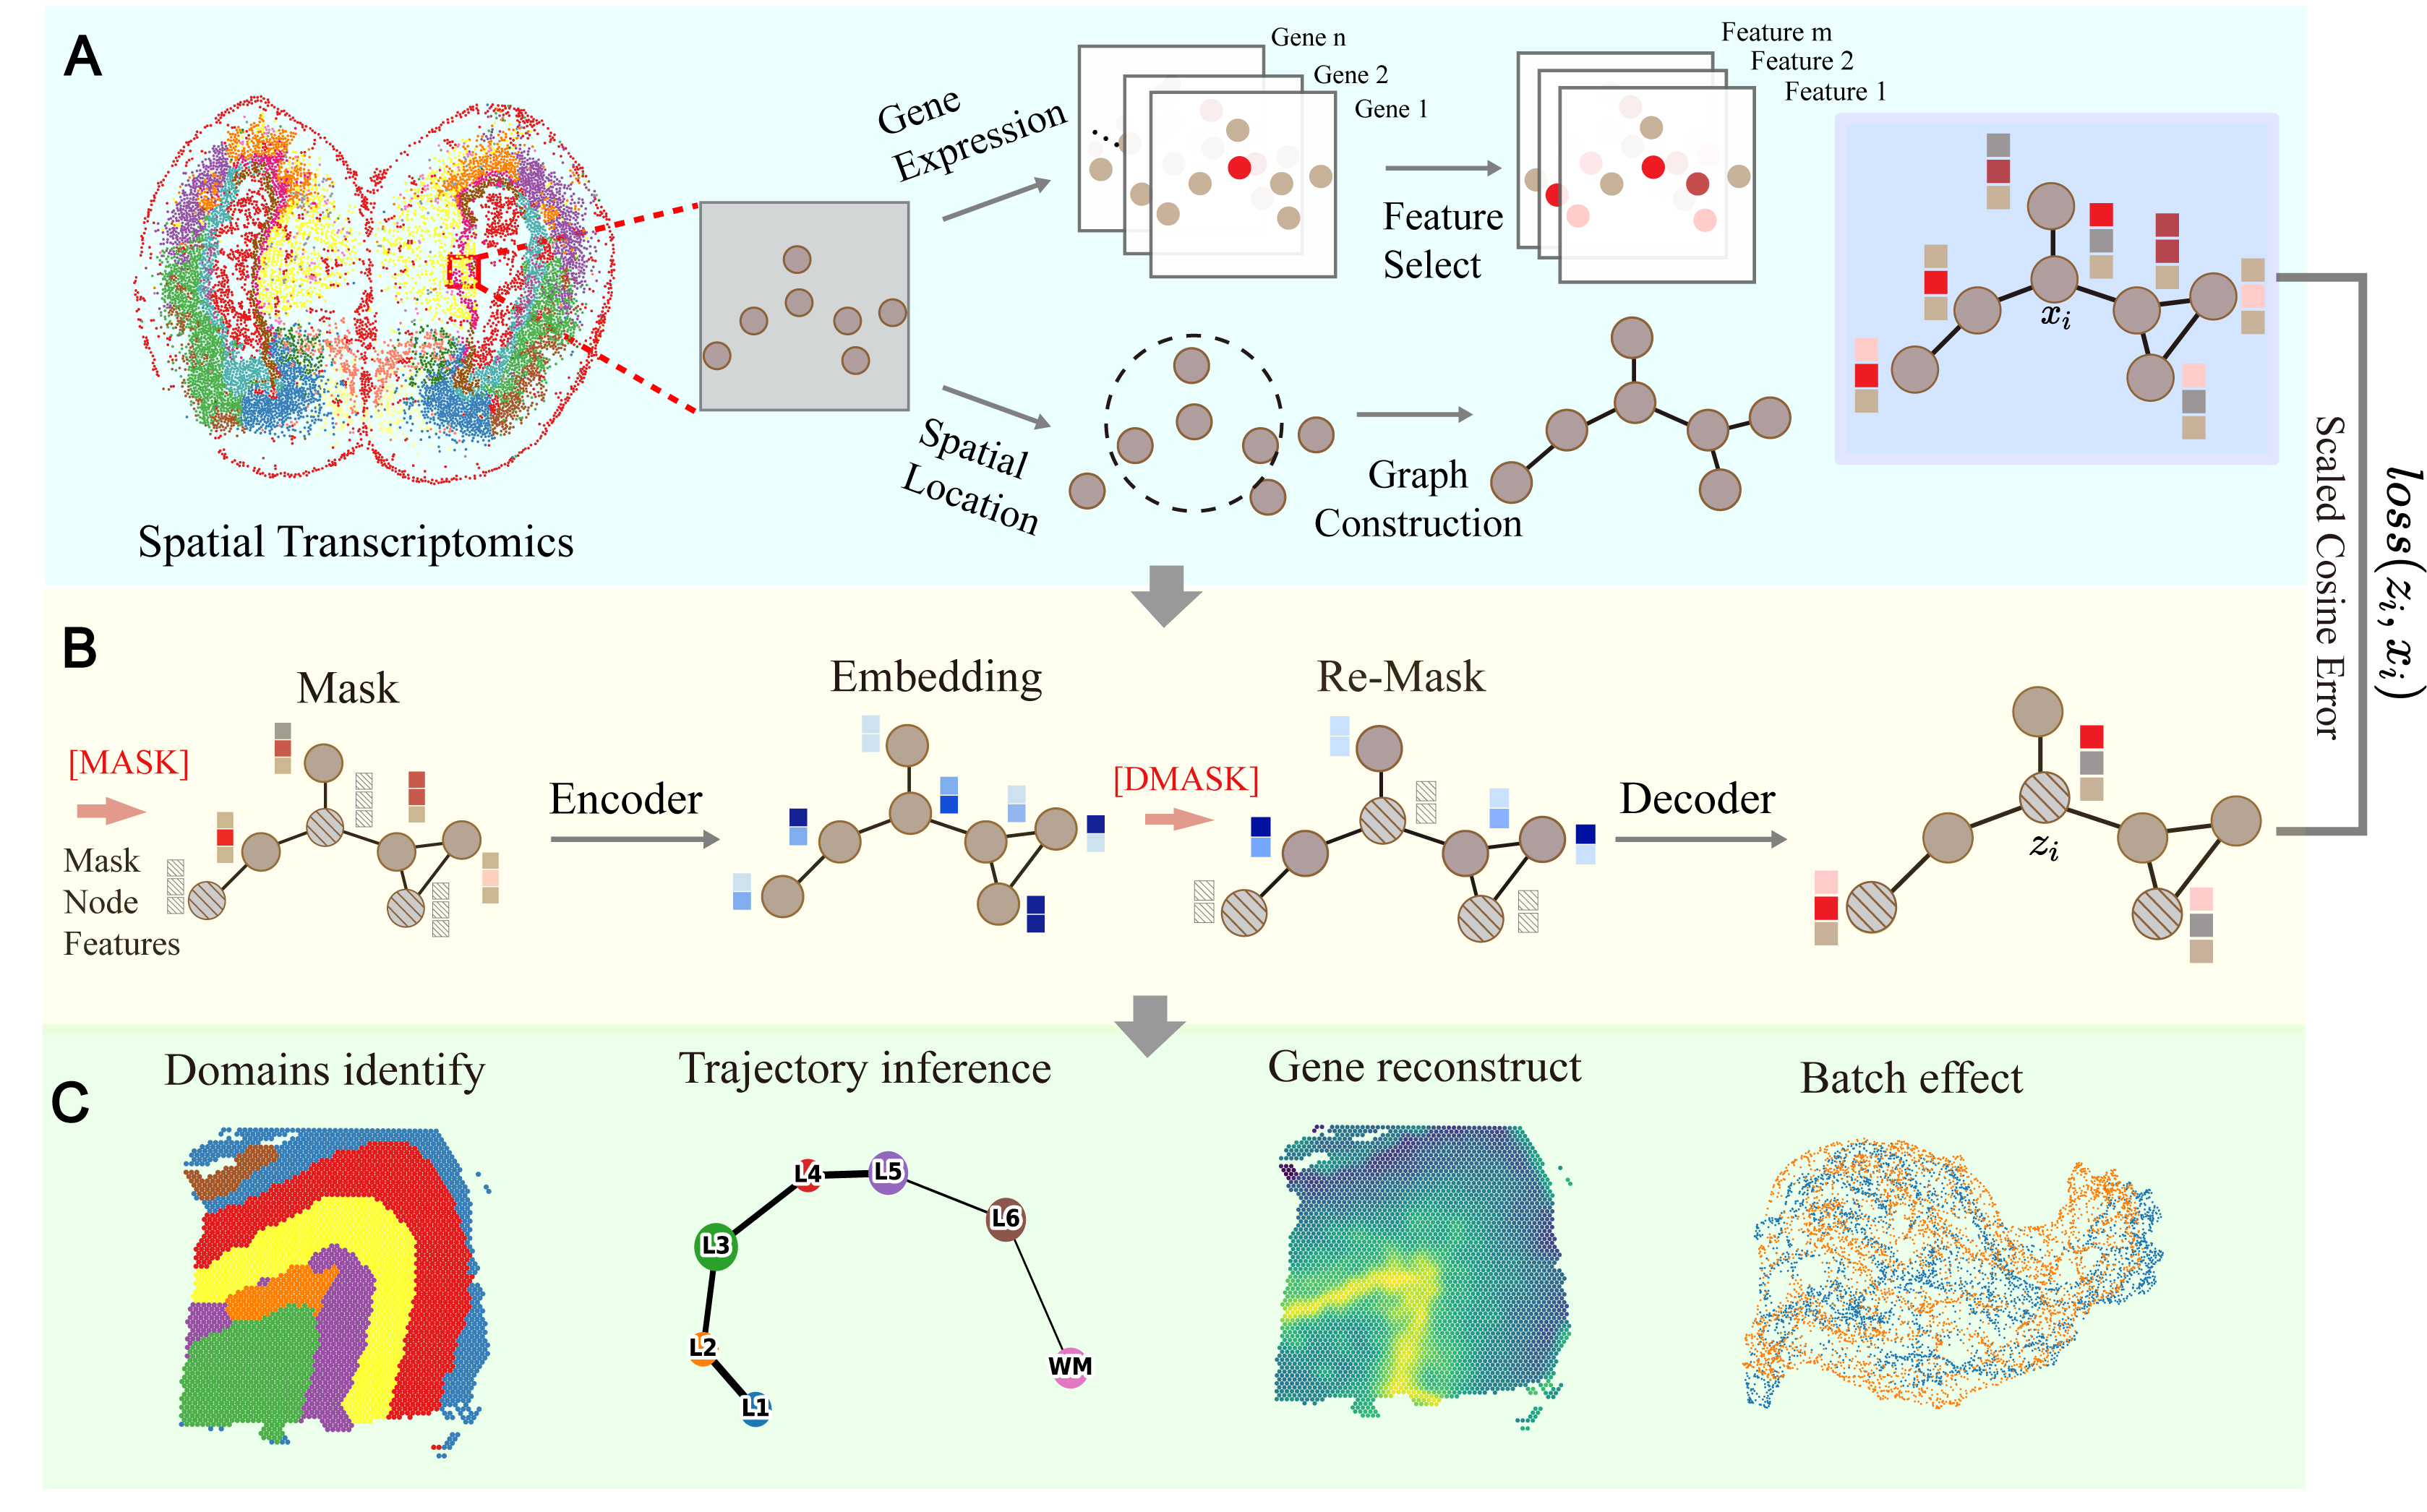 A
Gene
Expression
Gene n
Gene 2
Gene 1
Feature
Select
Feature m
Feature 2
Feature 1
x_i
Spatial
Location
Graph
Construction
Spatial Transcriptomics
Scaled Cosine Error
loss(z_i, x_i)
B
Mask
[MASK]
Mask
Node
Features
Encoder
Embedding
[DMASK]
Re-Mask
Decoder
z_i
C
Domains identify
Trajectory inference
L4
L5
L6
L3
L2
L1
WM
Gene reconstruct
Batch effect